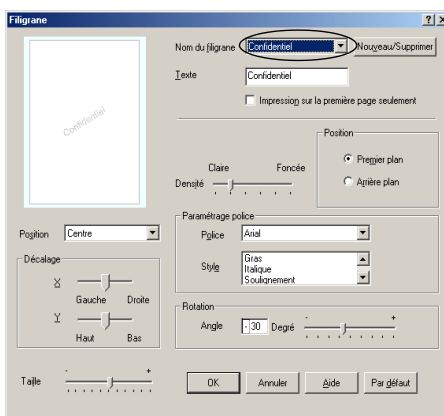 Filigrane
Nom du filigrane Confidentiel Nouveau/Supprimer
Texte Confidentiel
Impression sur la première page seulement
Confidentiel
Position
Claire Foncée
Densité
Premier plan
Arrière plan
Position Centre
Paramétrage police
Police Arial
Style Gras
Italique
Soulignement
Décalage
X
Gauche Droite
Y
Haut Bas
Rotation
Angle -30 Degré - +
Taille - +
OK Annuler Aide Par défaut